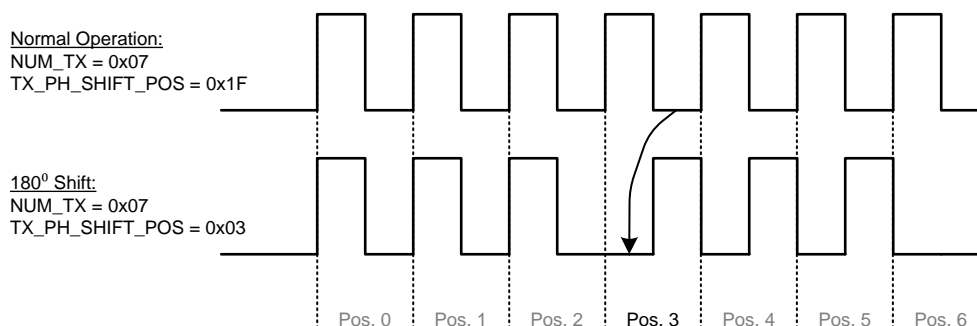 Normal Operation:
NUM_TX = 0x07
TX_PH_SHIFT_POS = 0x1F
180⁰ Shift:
NUM_TX = 0x07
TX_PH_SHIFT_POS = 0x03
Pos. 0 Pos. 1 Pos. 2 Pos. 3 Pos. 4 Pos. 5 Pos. 6